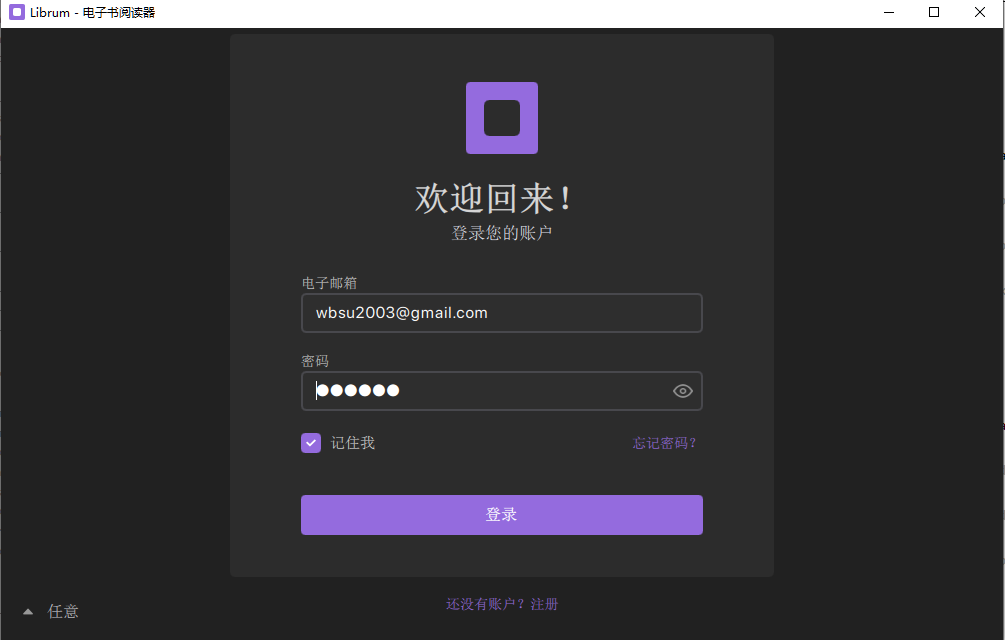 Librum - 电子书阅读器
欢迎回来！
登录您的账户
电子邮箱
wbsu2003@gmail.com
密码
●●●●●●
记住我
忘记密码？
登录
还没有账户？注册
任意